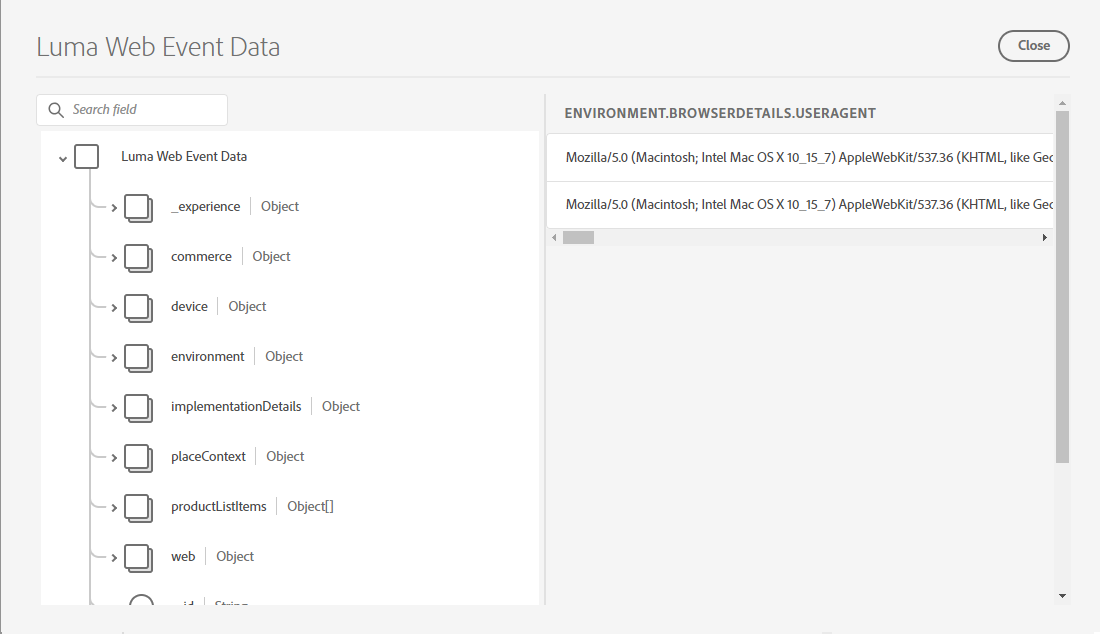 Luma Web Event Data
Close
Search field
Luma Web Event Data
_experience Object
commerce Object
device Object
environment Object
implementationDetails Object
placeContext Object
productListItems Object[]
web Object
ENVIRONMENT.BROWSERDETAILS.USERAGENT
Mozilla/5.0 (Macintosh; Intel Mac OS X 10_15_7) AppleWebKit/537.36 (KHTML, like Gec
Mozilla/5.0 (Macintosh; Intel Mac OS X 10_15_7) AppleWebKit/537.36 (KHTML, like Gec